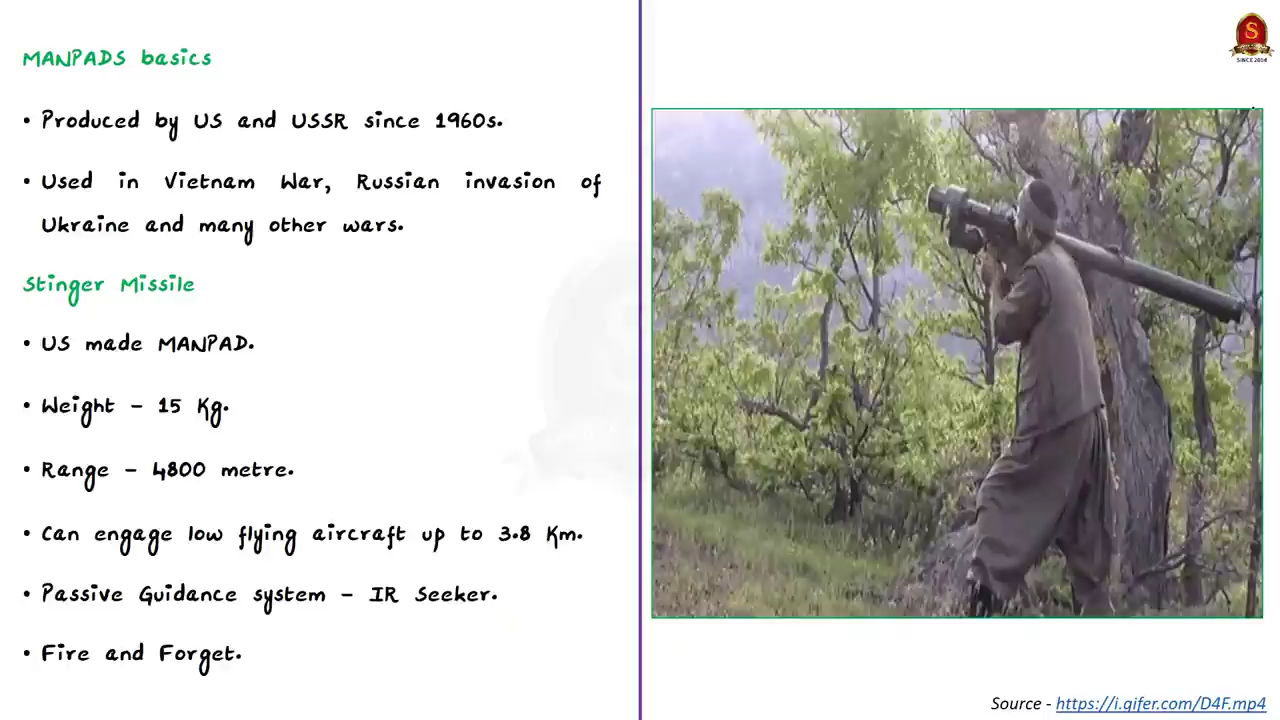 MANPADS basics
• Produced by US and USSR since 1960s.
• Used in Vietnam War, Russian invasion of
Ukraine and many other wars.
Stinger Missile
• US made MANPAD.
• Weight - 15 Kg.
• Range - 4800 metre.
• Can engage low flying aircraft up to 3.8 Km.
• Passive Guidance system - IR Seeker.
• Fire and Forget.
S
SINCE 2014
Source - https://i.gifer.com/D4F.mp4